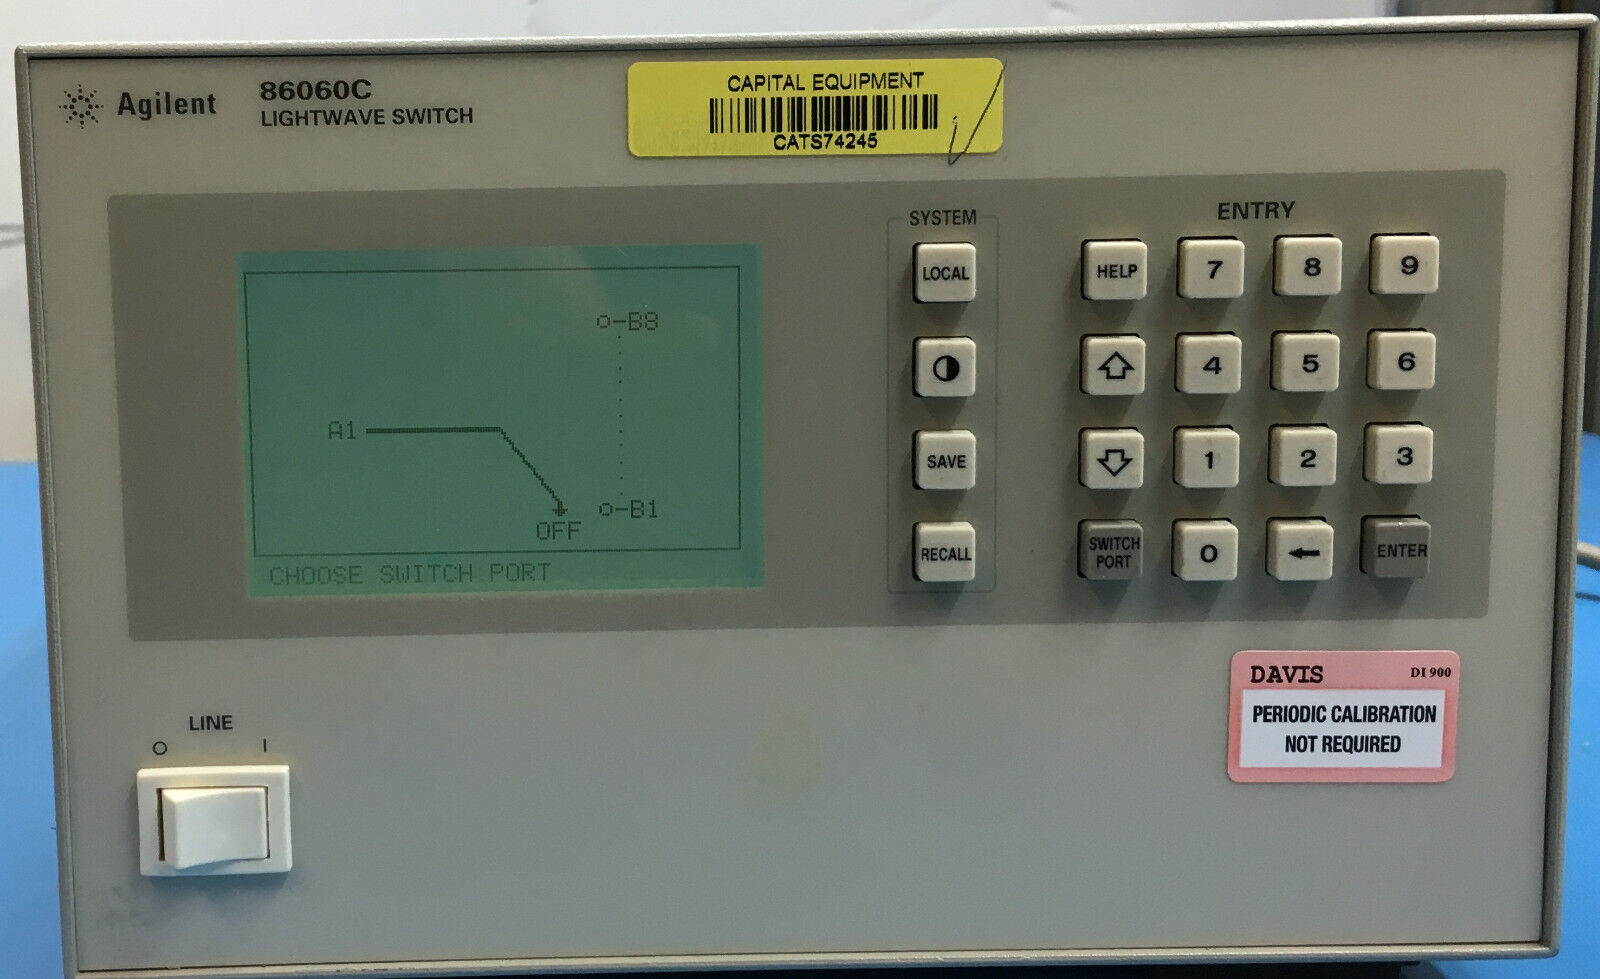 Agilent
86060C
LIGHTWAVE SWITCH
CAPITAL EQUIPMENT
CATS74245
o-B8
A1
o-B1
OFF
CHOOSE SWITCH PORT
SYSTEM
LOCAL
SAVE
RECALL
ENTRY
HELP 7 8 9
4 5 6
1 2 3
SWITCH PORT 0 ENTER
LINE
O I
DAVIS DI 900
PERIODIC CALIBRATION
NOT REQUIRED